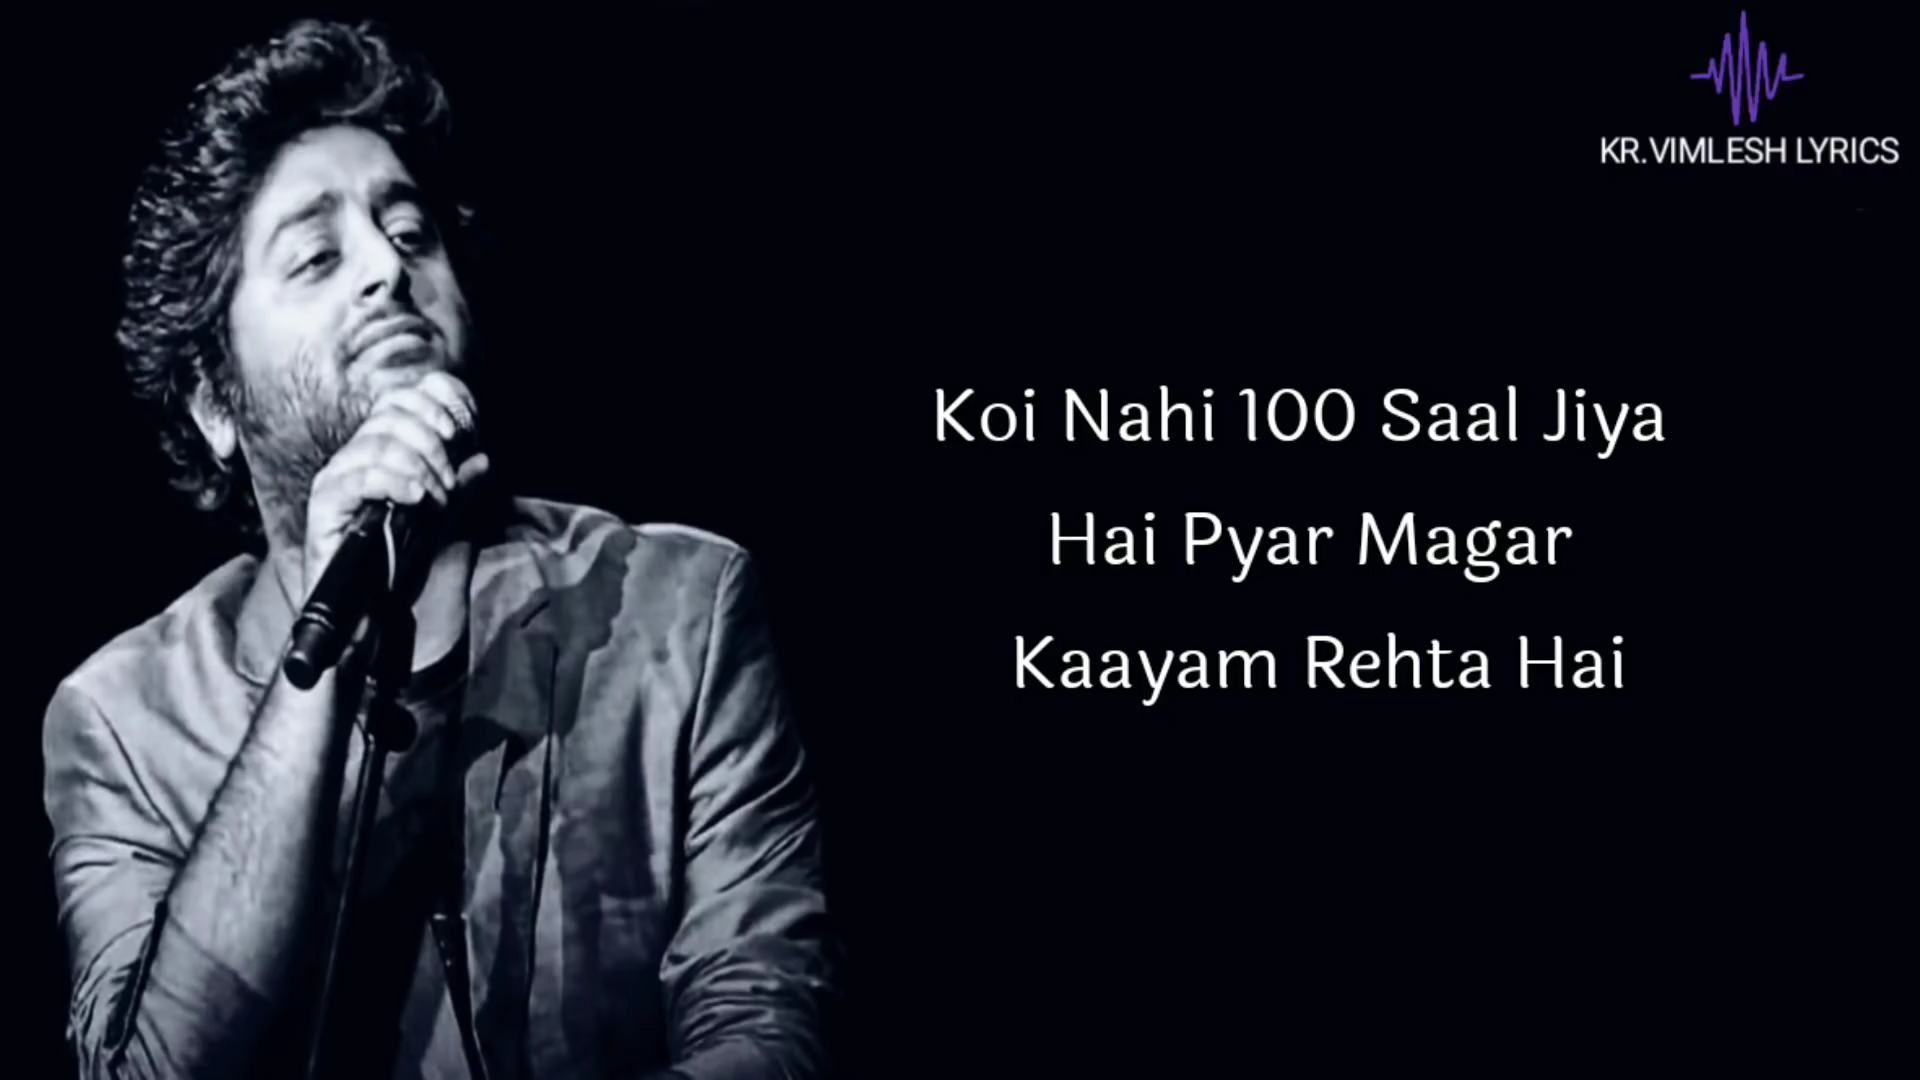 KR.VIMLESH LYRICS
Koi Nahi 100 Saal Jiya
Hai Pyar Magar
Kaayam Rehta Hai